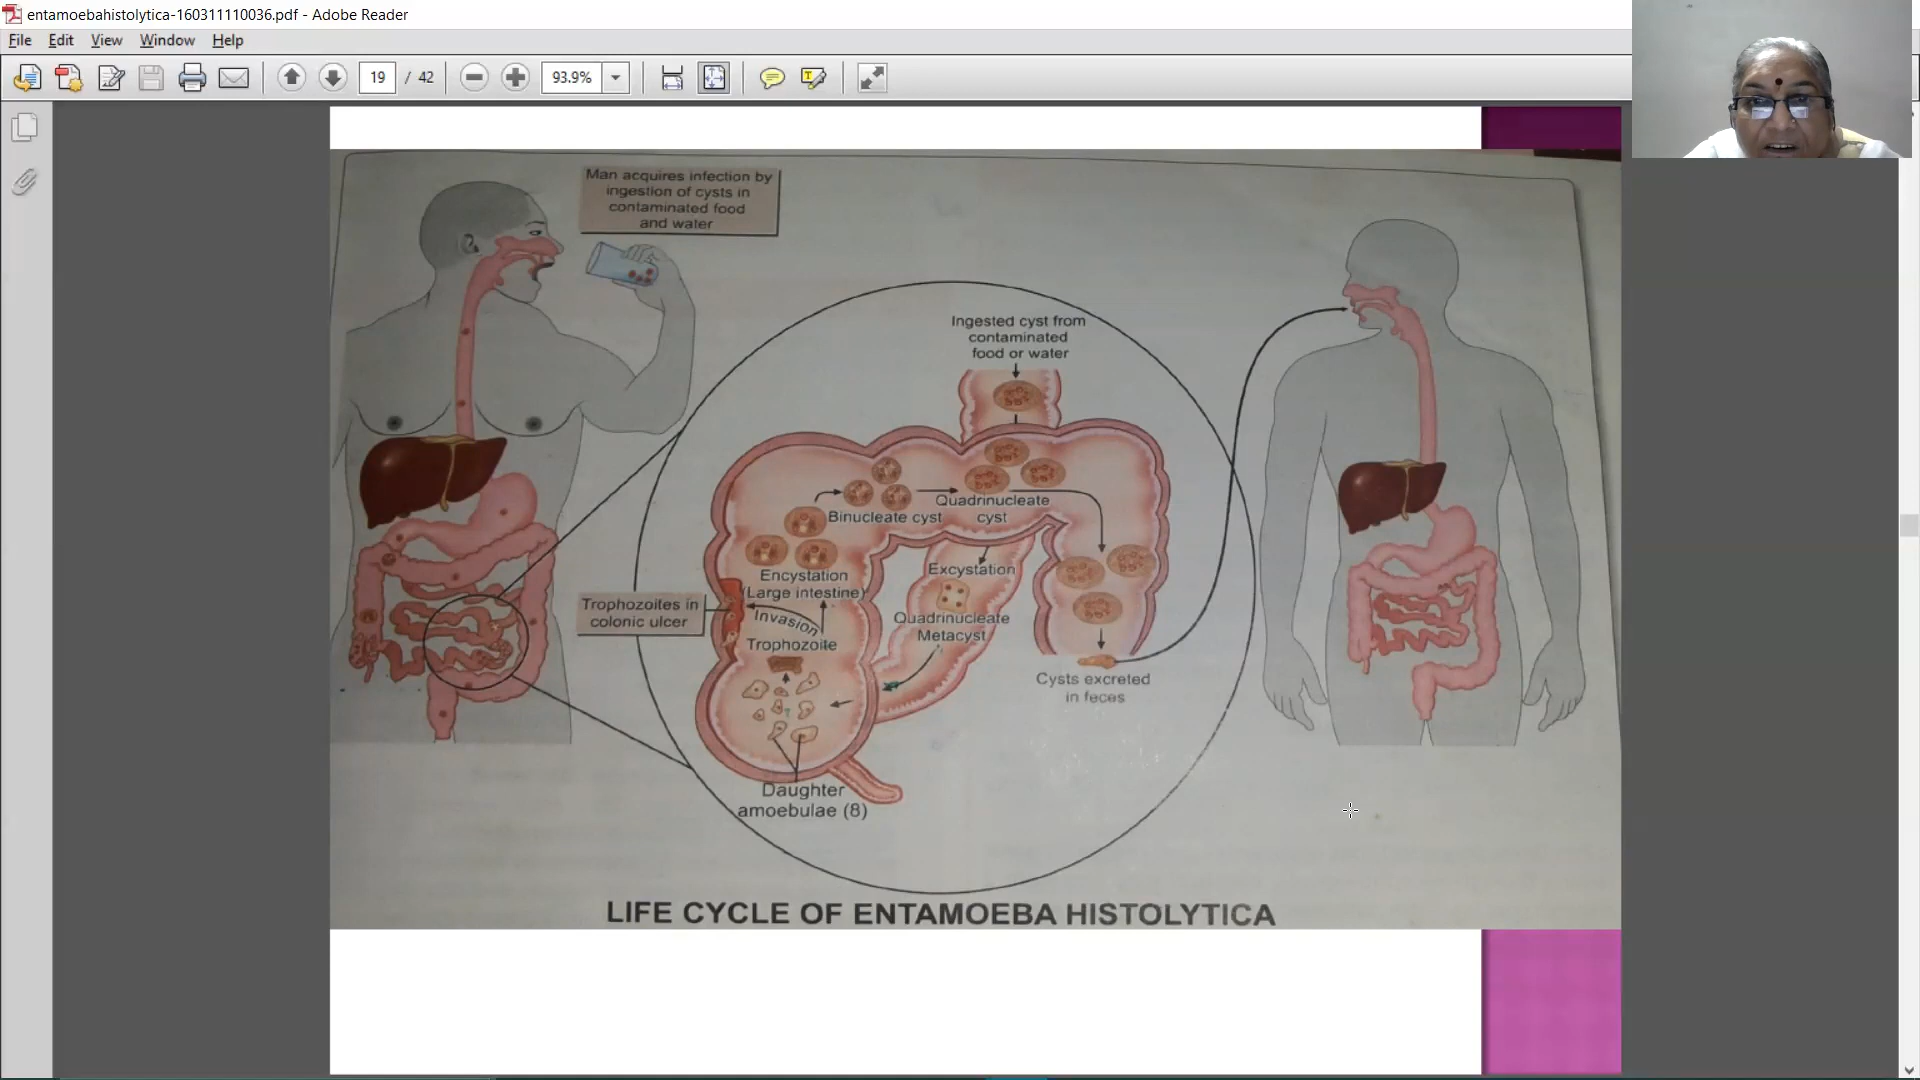 entamoebahistolytica-160311110036.pdf - Adobe Reader
File Edit View Window Help
19 / 42
93.9%
Man acquires infection by
ingestion of cysts in
contaminated food
and water
Ingested cyst from
contaminated
food or water
Quadrinucleate
cyst
Binucleate cyst
Encystation
(Large intestine)
Excystation
Trophozoites in
colonic ulcer
Invasion
Trophozoite
Quadrinucleate
Metacyst
Cysts excreted
in feces
Daughter
amoebulae (8)
LIFE CYCLE OF ENTAMOEBA HISTOLYTICA